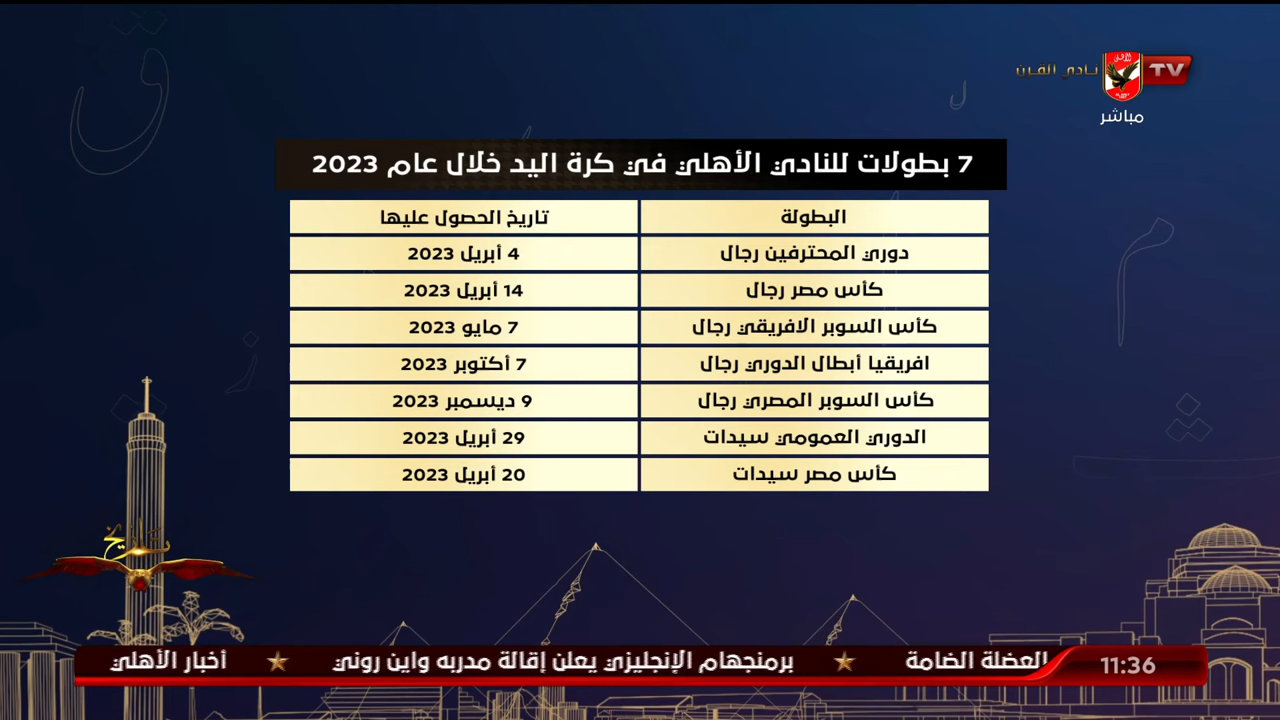 نادي القرن
TV
مباشر
7 بطولات للنادي الأهلي في كرة اليد خلال عام 2023
البطولة تاريخ الحصول عليها
دوري المحترفين رجال 4 أبريل 2023
كأس مصر رجال 14 أبريل 2023
كأس السوبر الافريقي رجال 7 مايو 2023
افريقيا أبطال الدوري رجال 7 أكتوبر 2023
كأس السوبر المصري رجال 9 ديسمبر 2023
الدوري العمومي سيدات 29 أبريل 2023
كأس مصر سيدات 20 أبريل 2023
تاريخ
11:36
العضلة الضامة ★ برمنجهام الإنجليزي يعلن إقالة مدربه واين روني ★ أخبار الأهلي